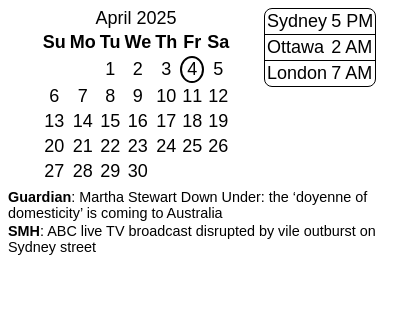 April 2025
Su Mo Tu We Th Fr Sa
1 2 3 4 5
6 7 8 9 10 11 12
13 14 15 16 17 18 19
20 21 22 23 24 25 26
27 28 29 30
Sydney 5 PM
Ottawa 2 AM
London 7 AM
Guardian: Martha Stewart Down Under: the ‘doyenne of
domesticity’ is coming to Australia
SMH: ABC live TV broadcast disrupted by vile outburst on
Sydney street